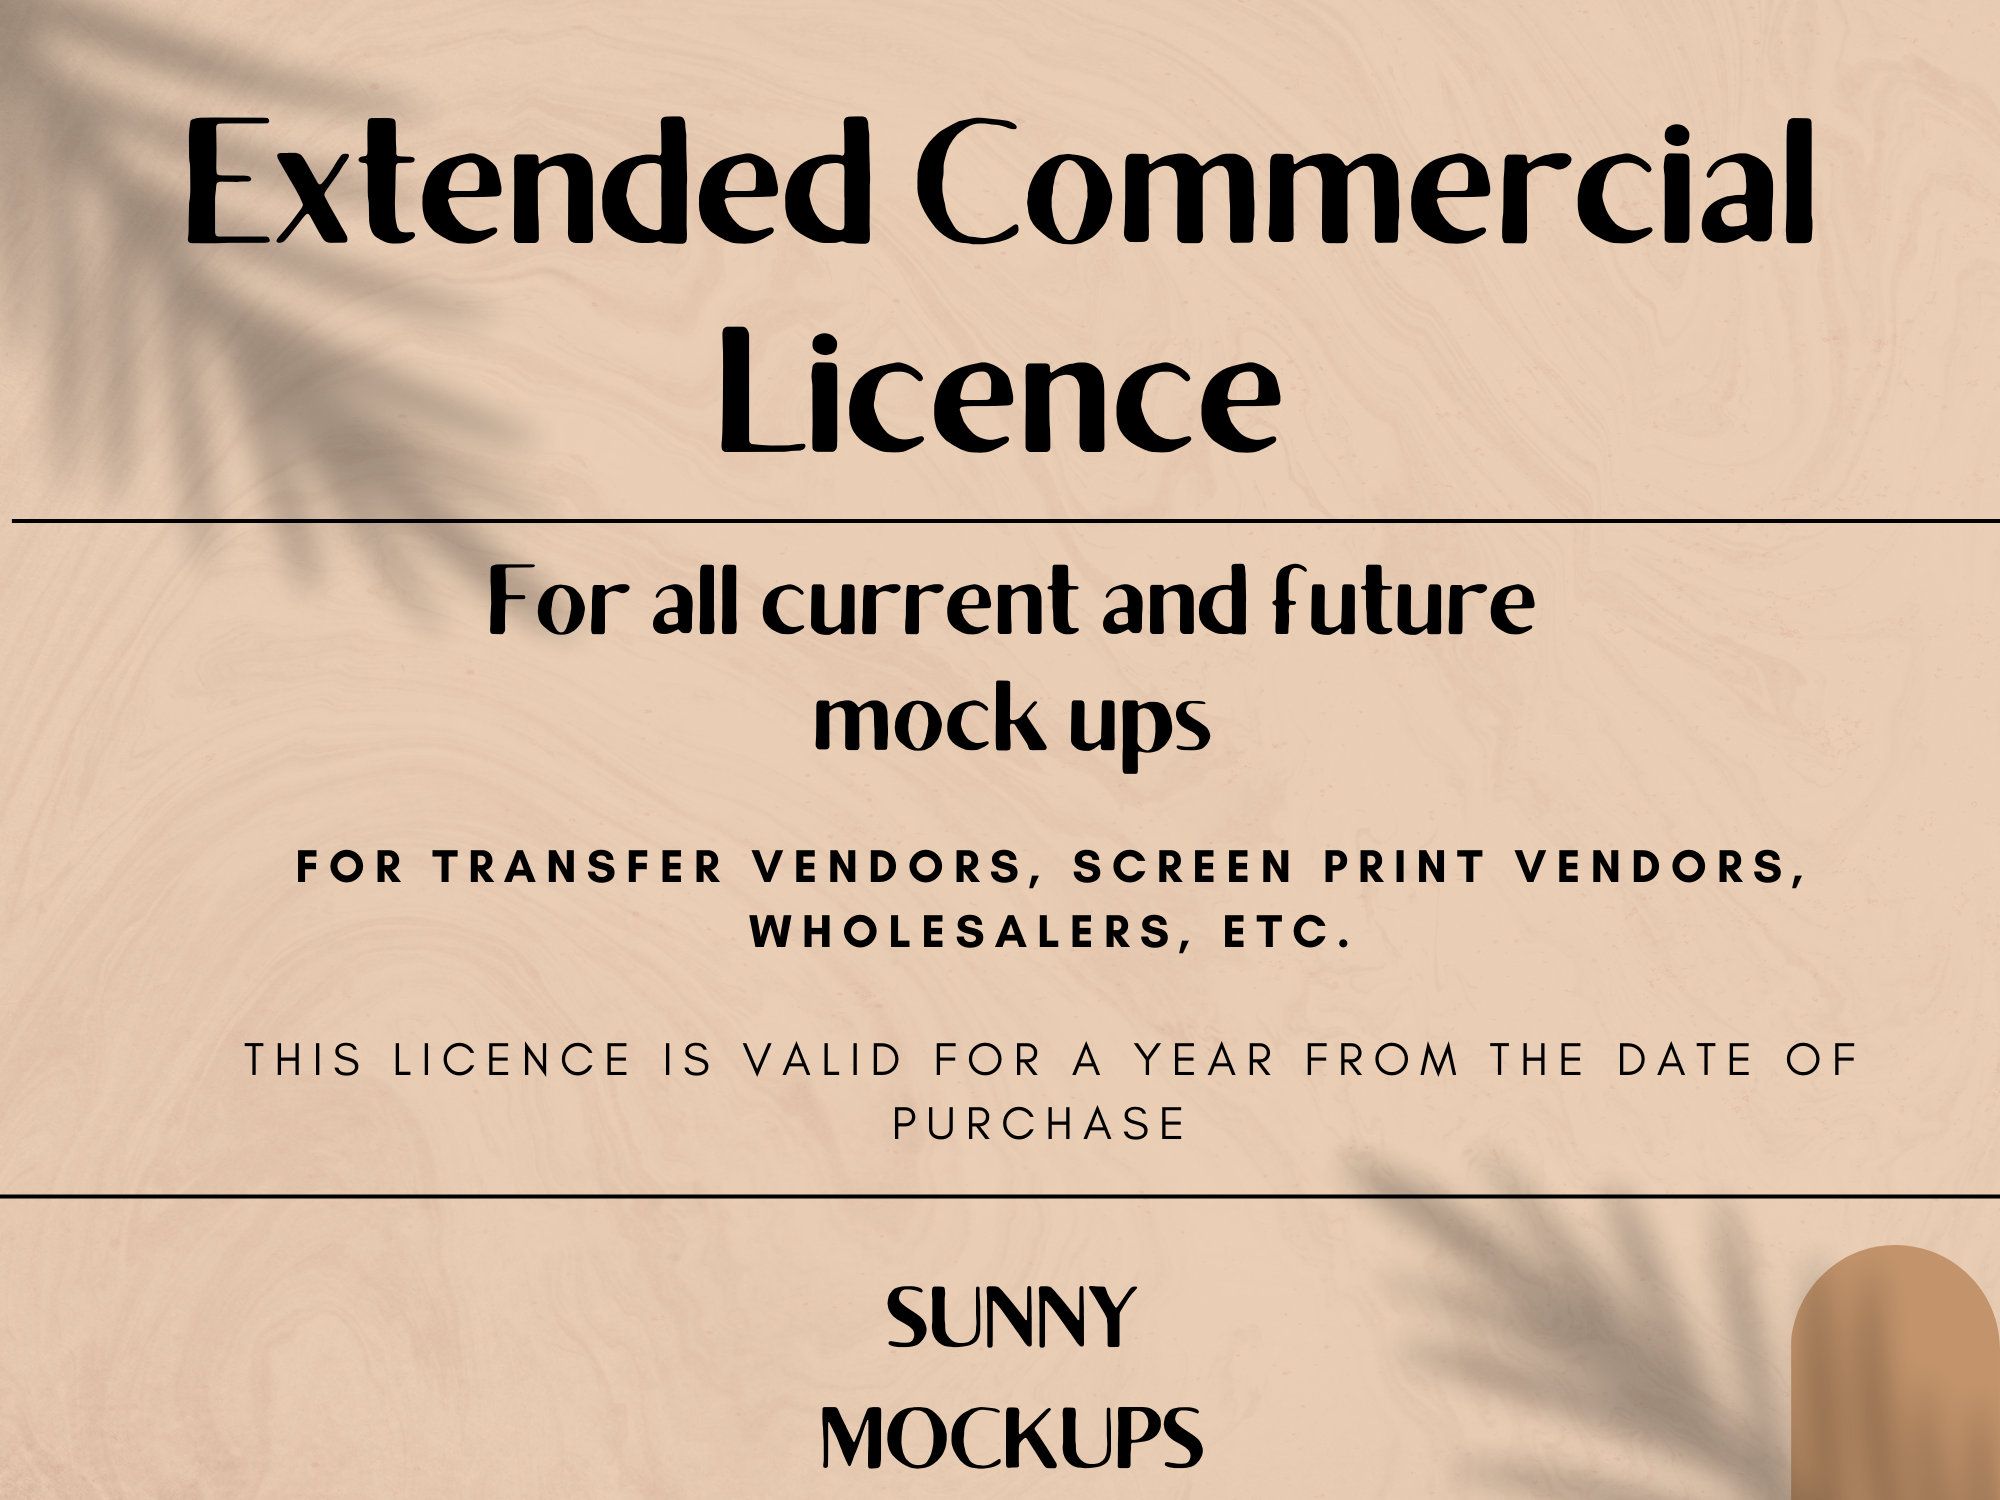 Extended Commercial
Licence
For all current and future
mock ups
FOR TRANSFER VENDORS, SCREEN PRINT VENDORS,
WHOLESALERS, ETC.
THIS LICENCE IS VALID FOR A YEAR FROM THE DATE OF
PURCHASE
SUNNY
MOCKUPS